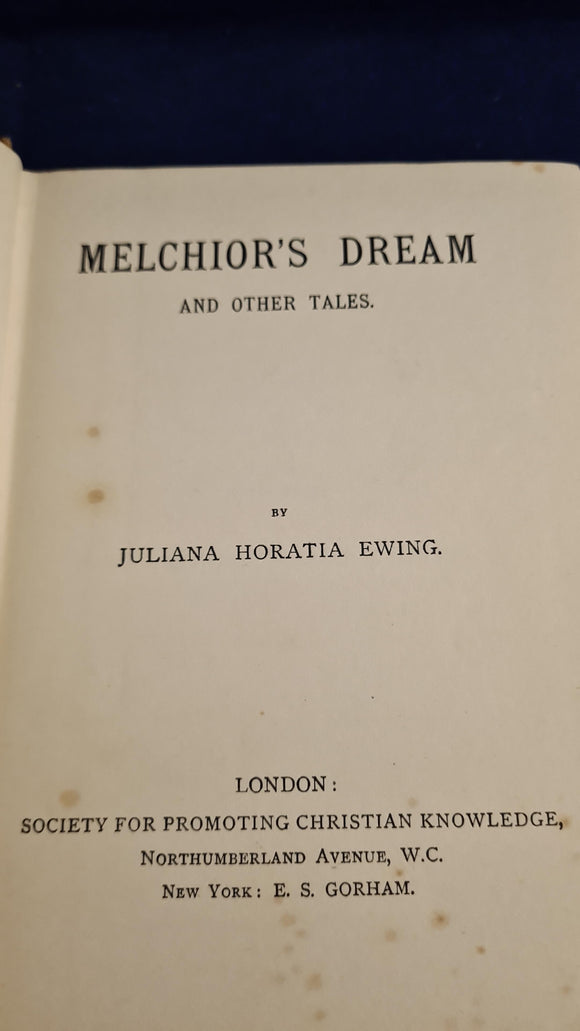 MELCHIOR'S DREAM
AND OTHER TALES.
BY
JULIANA HORATIA EWING.
LONDON:
SOCIETY FOR PROMOTING CHRISTIAN KNOWLEDGE,
NORTHUMBERLAND AVENUE, W.C.
NEW YORK: E. S. GORHAM.